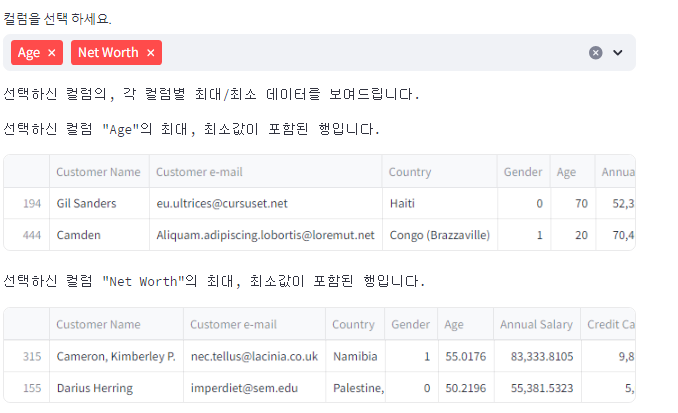 컬럼을 선택 하세요.
Age × Net Worth ×
선택하신 컬럼의, 각 컬럼별 최대/최소 데이터를 보여드립니다.
선택하신 컬럼 "Age"의 최대, 최소값이 포함된 행입니다.
Customer Name Customer e-mail Country Gender Age Annua
194 Gil Sanders eu.ultrices@cursuset.net Haiti 0 70 52,3
444 Camden Aliquam.adipiscing.lobortis@loremut.net Congo (Brazzaville) 1 20 70,4
선택하신 컬럼 "Net Worth"의 최대, 최소값이 포함된 행입니다.
Customer Name Customer e-mail Country Gender Age Annual Salary Credit Ca
315 Cameron, Kimberley P. nec.tellus@lacinia.co.uk Namibia 1 55.0176 83,333.8105 9,8
155 Darius Herring imperdiet@sem.edu Palestine, 0 50.2196 55,381.5323 5,